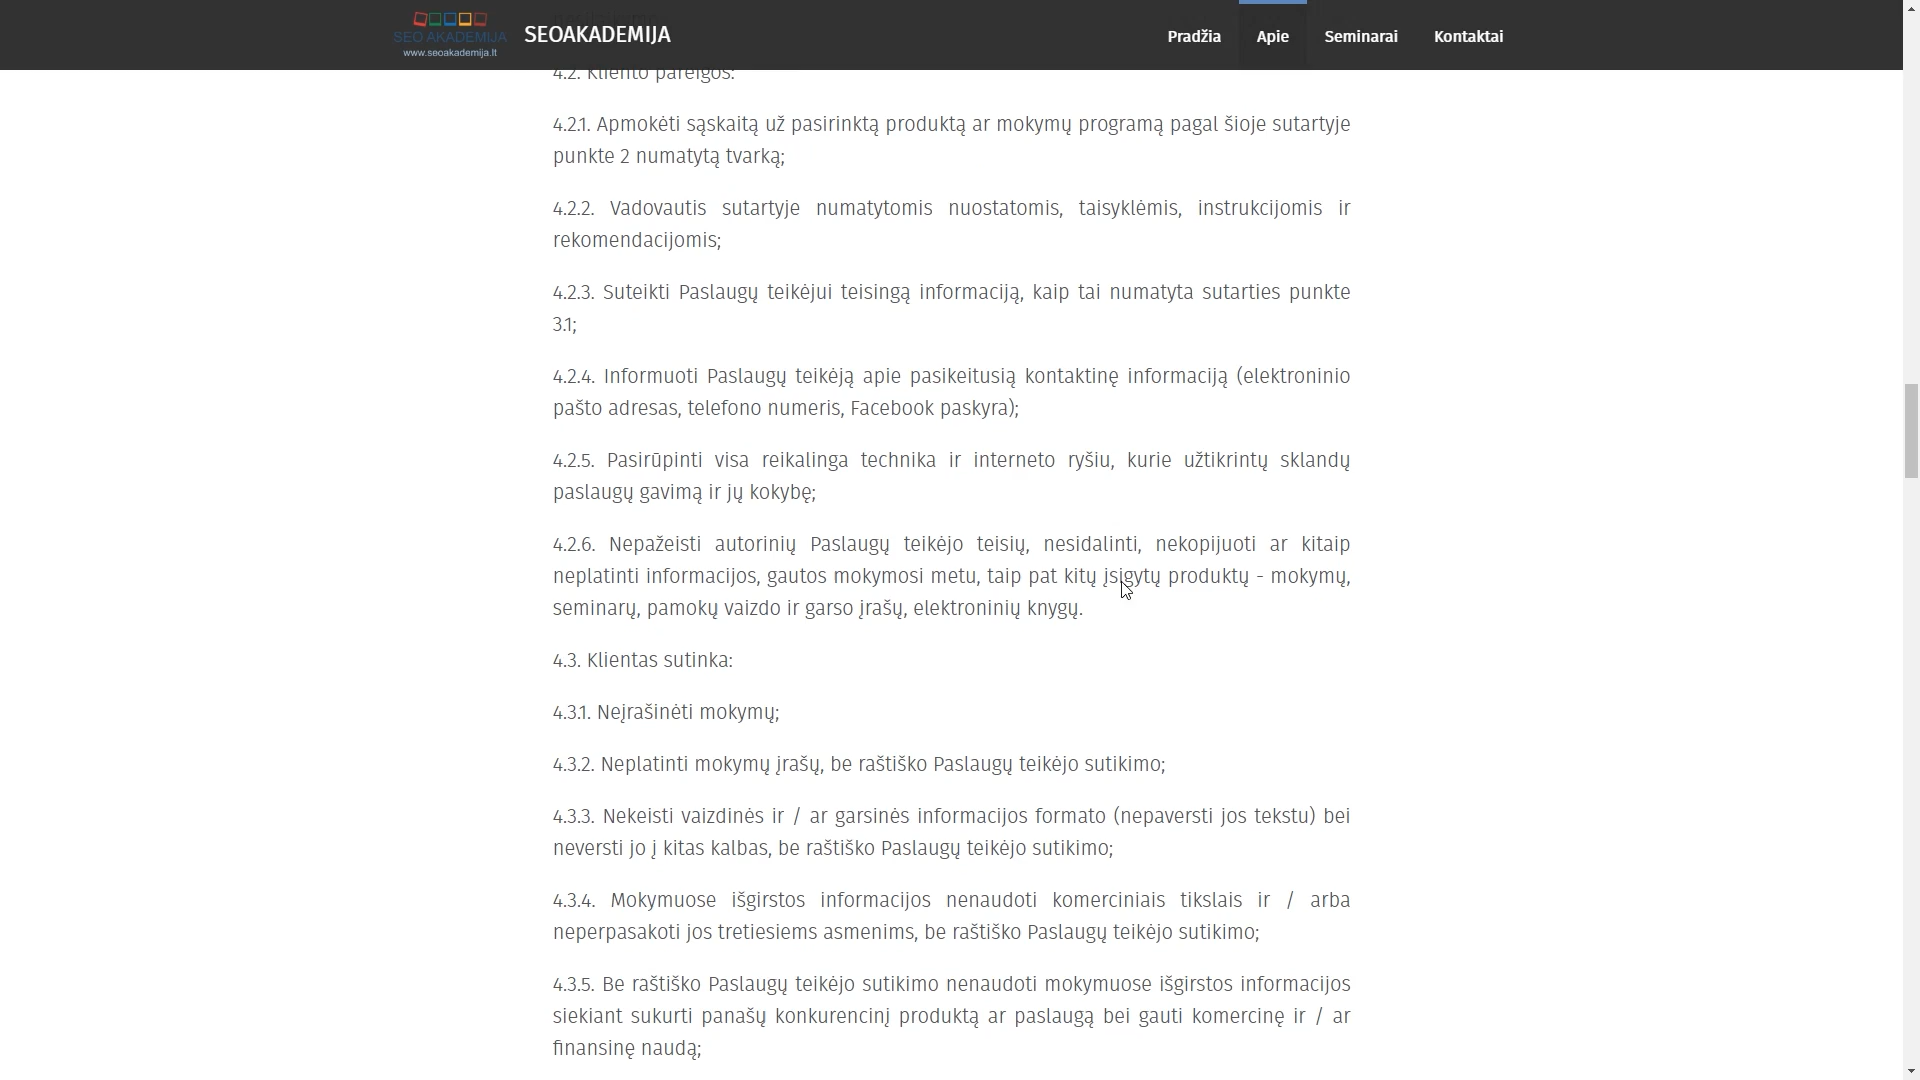 SEO AKADEMIJA
www.seoakademija.lt
SEOAKADEMIJA
Pradžia
Apie
Seminarai
Kontaktai
4.2. Kliento pareigos:
4.2.1. Apmokėti sąskaitą už pasirinktą produktą ar mokymų programą pagal šioje sutartyje
punkte 2 numatytą tvarką;
4.2.2. Vadovautis sutartyje numatytomis nuostatomis, taisyklėmis, instrukcijomis ir
rekomendacijomis;
4.2.3. Suteikti Paslaugų teikėjui teisingą informaciją, kaip tai numatyta sutarties punkte
3.1;
4.2.4. Informuoti Paslaugų teikėją apie pasikeitusią kontaktinę informaciją (elektroninio
pašto adresas, telefono numeris, Facebook paskyra);
4.2.5. Pasirūpinti visa reikalinga technika ir interneto ryšiu, kurie užtikrintų sklandų
paslaugų gavimą ir jų kokybę;
4.2.6. Nepažeisti autorinių Paslaugų teikėjo teisių, nesidalinti, nekopijuoti ar kitaip
neplatinti informacijos, gautos mokymosi metu, taip pat kitų įsigytų produktų - mokymų,
seminarų, pamokų vaizdo ir garso įrašų, elektroninių knygų.
4.3. Klientas sutinka:
4.3.1. Neįrašinėti mokymų;
4.3.2. Neplatinti mokymų įrašų, be raštiško Paslaugų teikėjo sutikimo;
4.3.3. Nekeisti vaizdinės ir / ar garsinės informacijos formato (nepaversti jos tekstu) bei
neversti jo į kitas kalbas, be raštiško Paslaugų teikėjo sutikimo;
4.3.4. Mokymuose išgirstos informacijos nenaudoti komerciniais tikslais ir / arba
neperpasakoti jos tretiesiems asmenims, be raštiško Paslaugų teikėjo sutikimo;
4.3.5. Be raštiško Paslaugų teikėjo sutikimo nenaudoti mokymuose išgirstos informacijos
siekiant sukurti panašų konkurencinį produktą ar paslaugą bei gauti komercinę ir / ar
finansinę naudą;